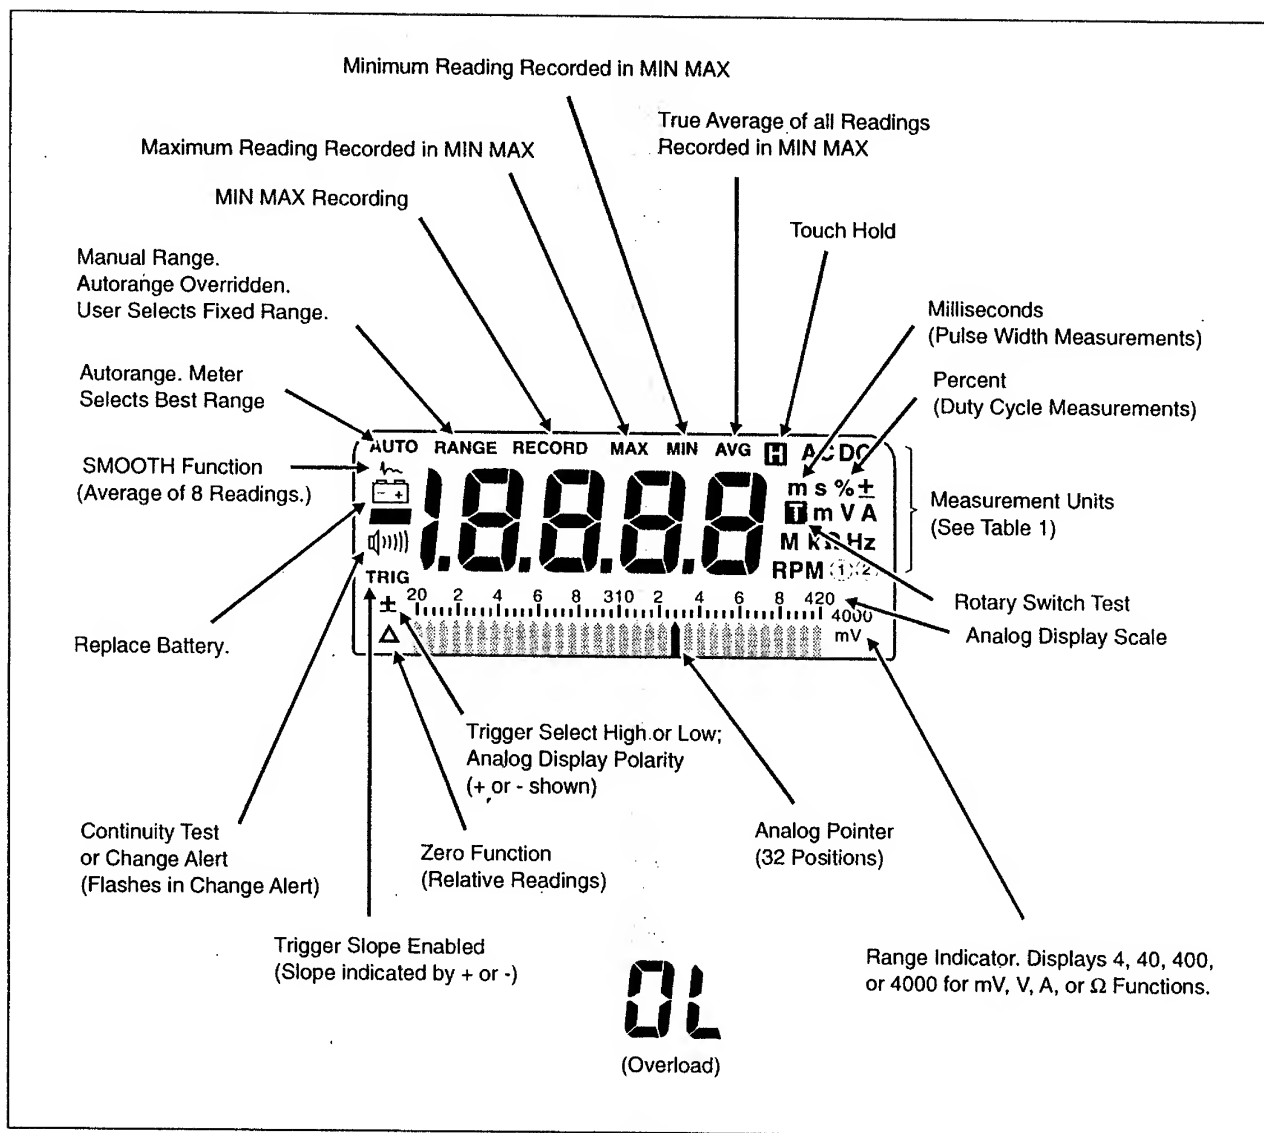 Minimum Reading Recorded in MIN MAX
True Average of all Readings
Recorded in MIN MAX
Maximum Reading Recorded in MIN MAX
MIN MAX Recording
Touch Hold
Manual Range.
Autorange Overridden.
User Selects Fixed Range.
Milliseconds
(Pulse Width Measurements)
Autorange. Meter
Selects Best Range
Percent
(Duty Cycle Measurements)
AUTO RANGE RECORD MAX MIN AVG H AC DC
SMOOTH Function
(Average of 8 Readings.)
1.8.8.8.8
m s % ±
T m V A
M k Ω Hz
RPM 1 2
Measurement Units
(See Table 1)
TRIG
20 2 4 6 8 310 2 4 6 8 420
±
4000
mV
Δ
Rotary Switch Test
Analog Display Scale
Replace Battery.
Trigger Select High or Low;
Analog Display Polarity
(+ or - shown)
Continuity Test
or Change Alert
(Flashes in Change Alert)
Zero Function
(Relative Readings)
Analog Pointer
(32 Positions)
Trigger Slope Enabled
(Slope indicated by + or -)
Range Indicator. Displays 4, 40, 400,
or 4000 for mV, V, A, or Ω Functions.
OL
(Overload)